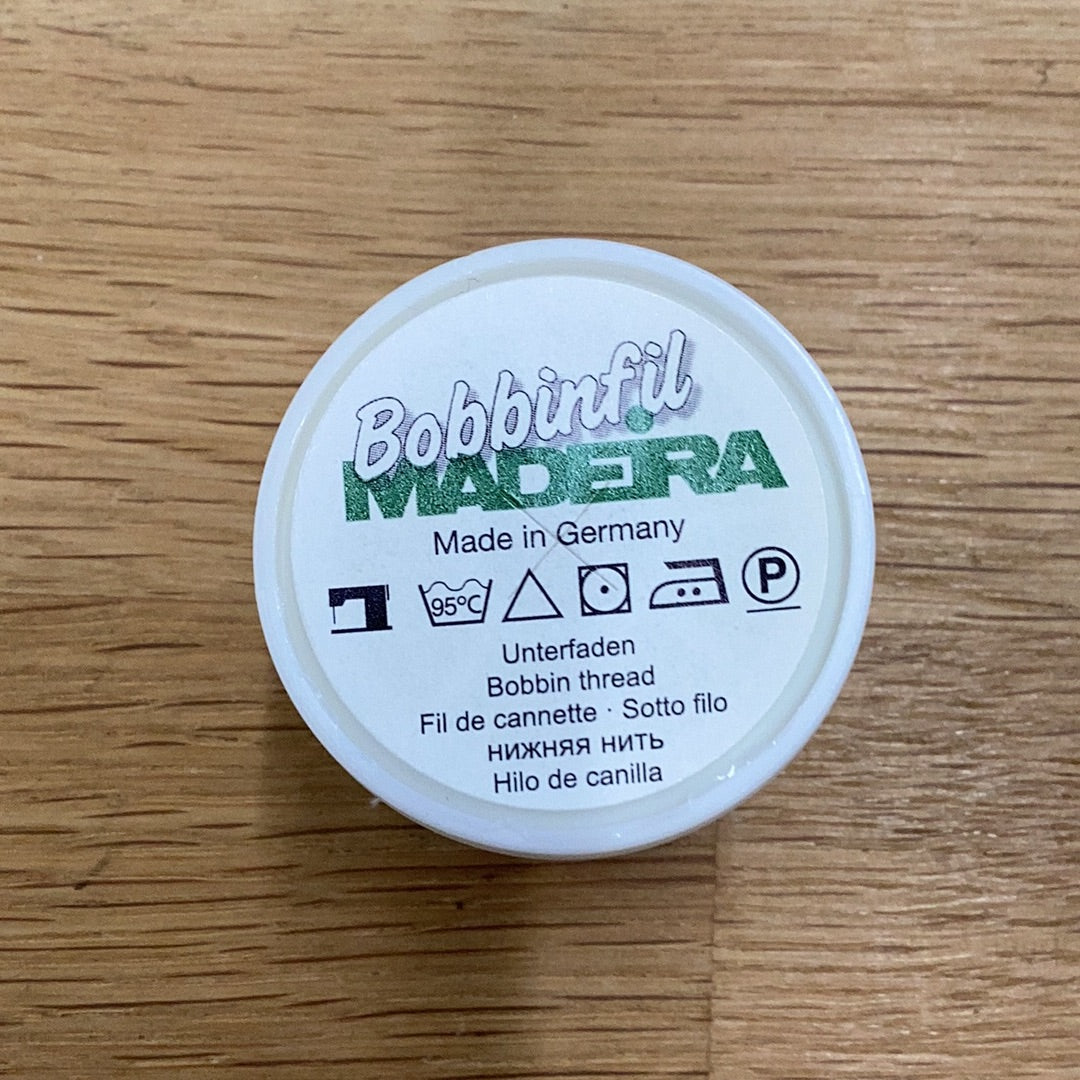 Bobbinfil
MADEIRA
Made in Germany
95°C P
Unterfaden
Bobbin thread
Fil de cannette · Sotto filo
нижняя нить
Hilo de canilla